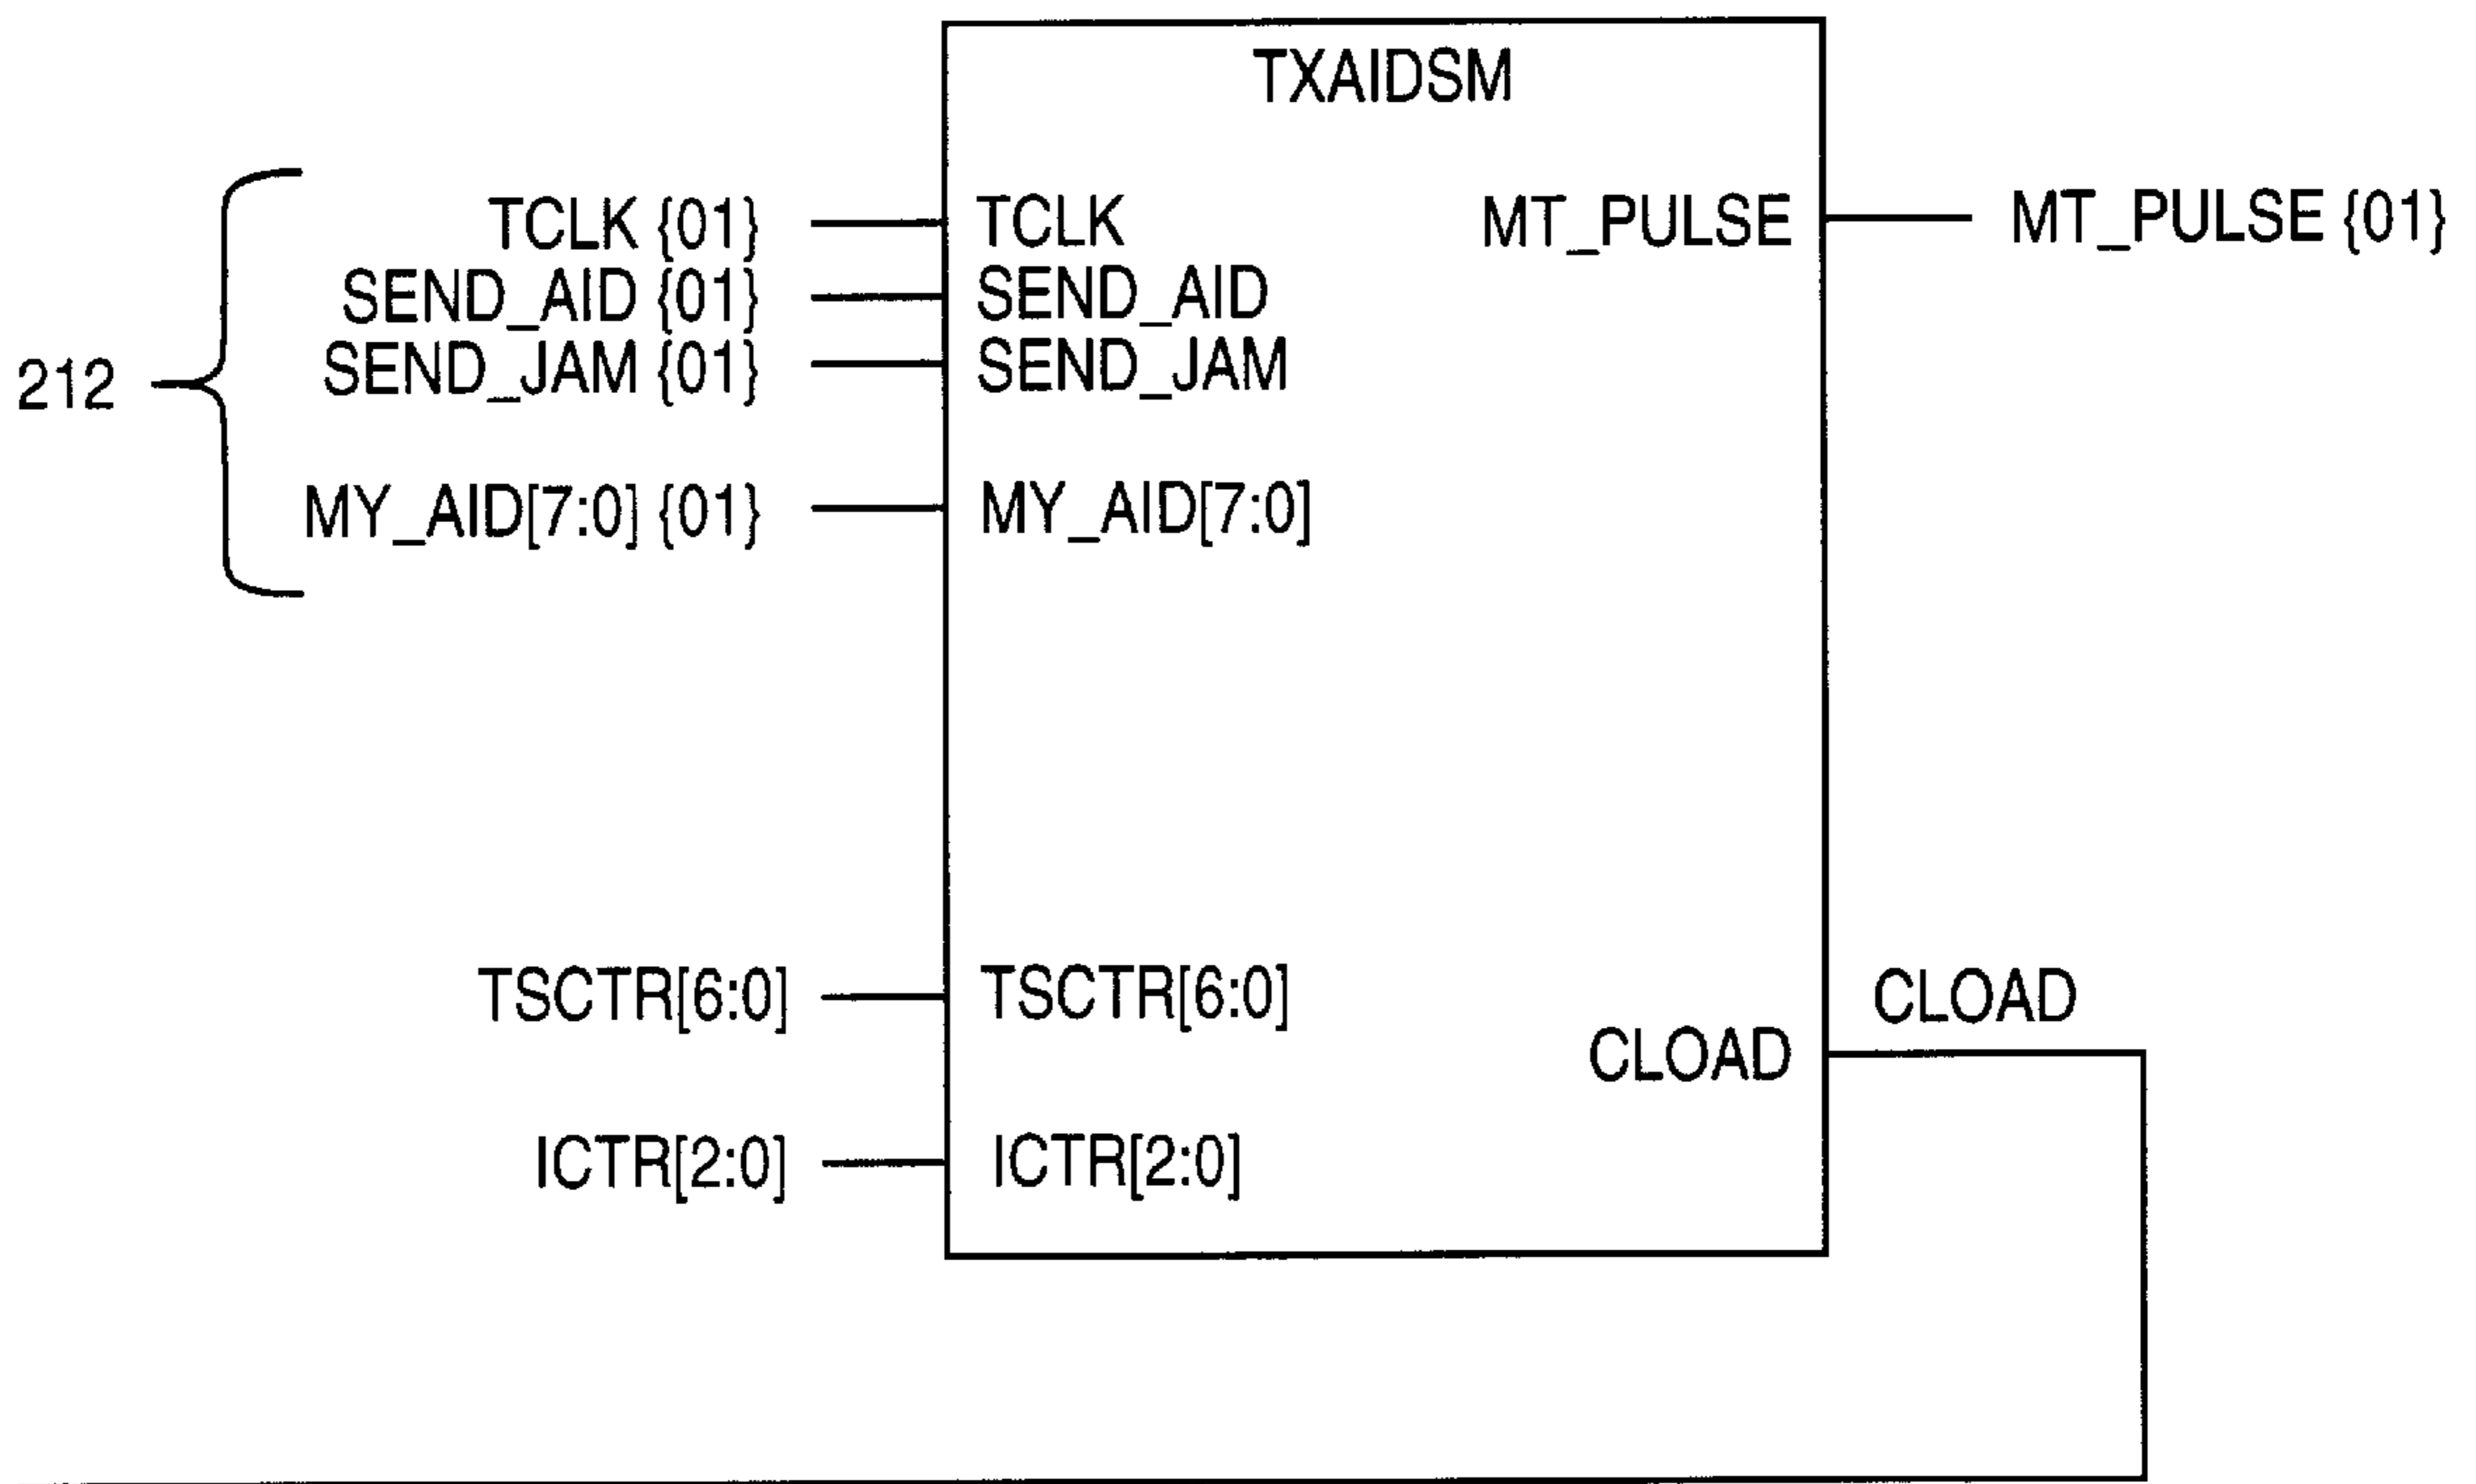 TXAIDSM
TCLK {01}
TCLK
MT_PULSE
MT_PULSE {01}
SEND_AID {01}
SEND_AID
212
SEND_JAM {01}
SEND_JAM
MY_AID[7:0] {01}
MY_AID[7:0]
TSCTR[6:0]
TSCTR[6:0]
CLOAD
CLOAD
ICTR[2:0]
ICTR[2:0]